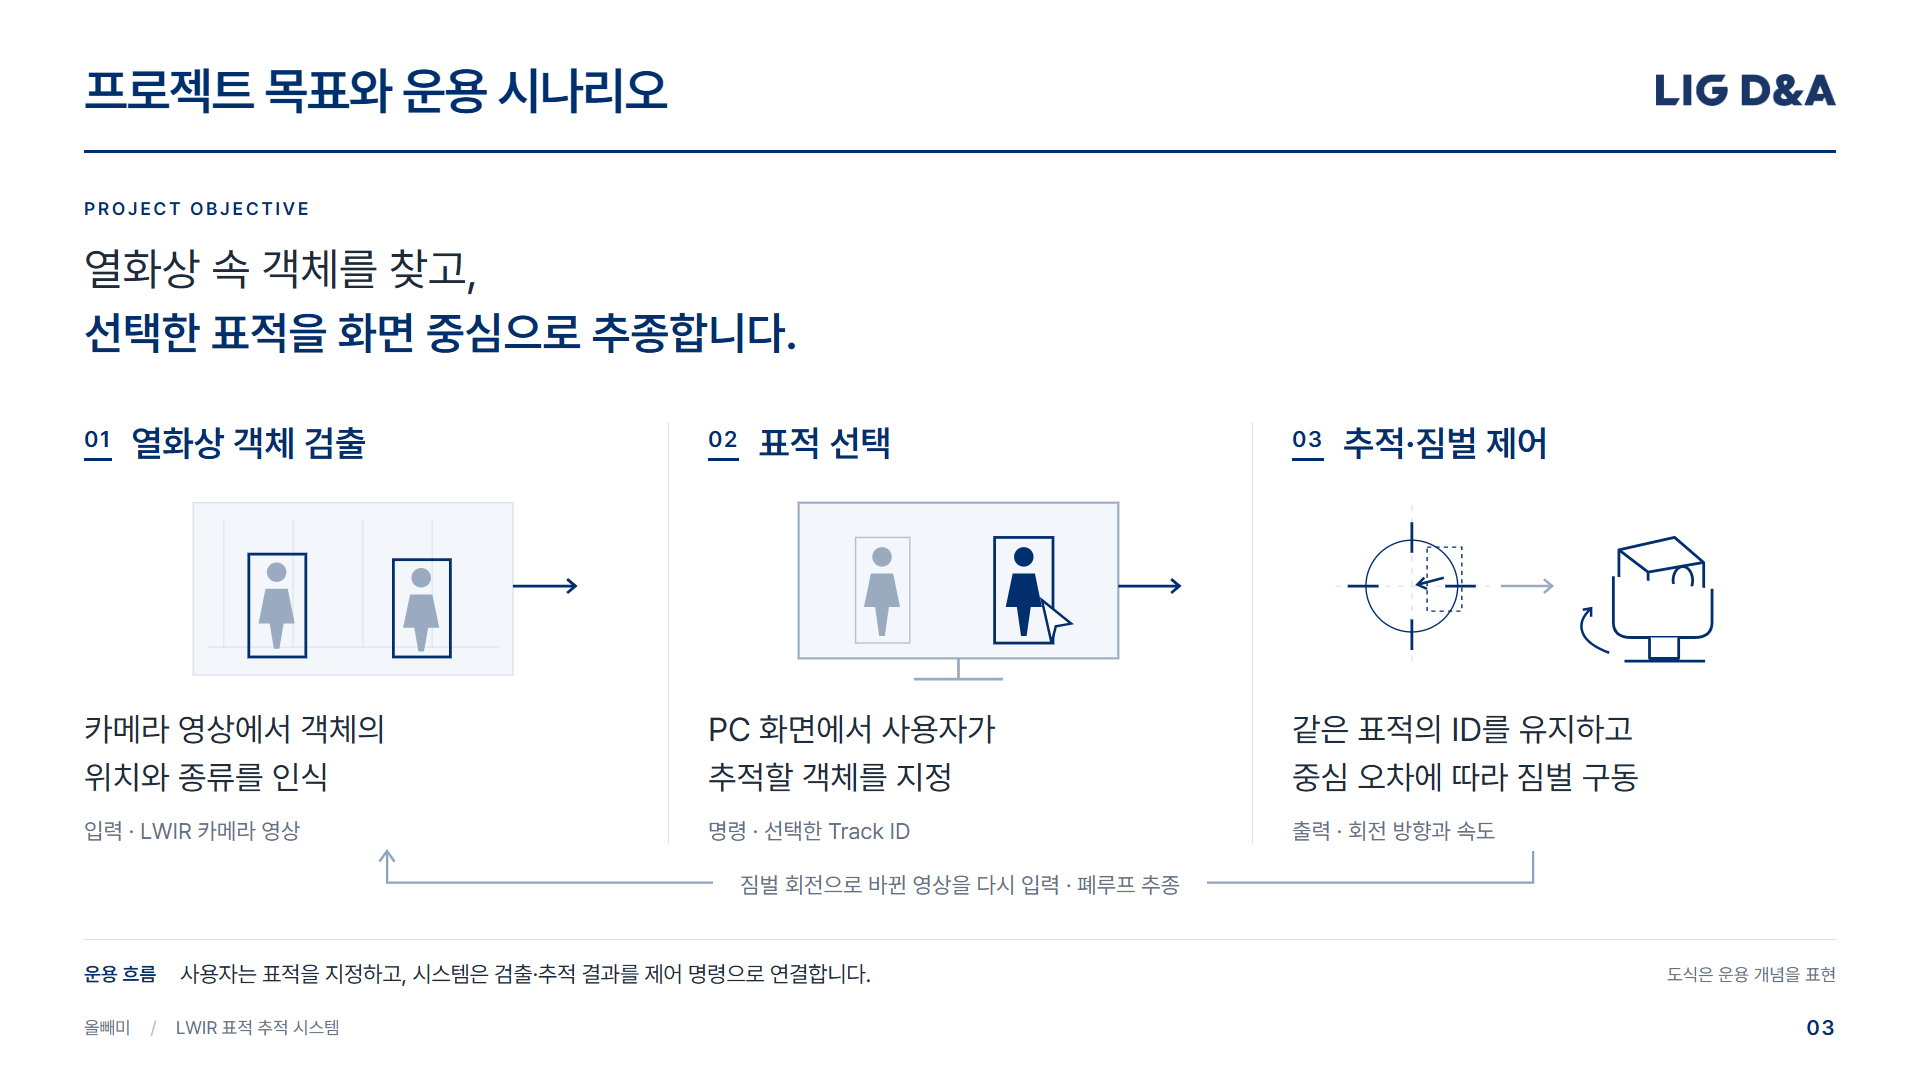 프로젝트 목표와 운용 시나리오
LIG D&A
PROJECT OBJECTIVE
열화상 속 객체를 찾고,
선택한 표적을 화면 중심으로 추종합니다.
01 열화상 객체 검출
카메라 영상에서 객체의
위치와 종류를 인식
입력 · LWIR 카메라 영상
02 표적 선택
PC 화면에서 사용자가
추적할 객체를 지정
명령 · 선택한 Track ID
03 추적·짐벌 제어
같은 표적의 ID를 유지하고
중심 오차에 따라 짐벌 구동
출력 · 회전 방향과 속도
짐벌 회전으로 바뀐 영상을 다시 입력 · 폐루프 추종
운용 흐름 사용자는 표적을 지정하고, 시스템은 검출·추적 결과를 제어 명령으로 연결합니다.
도식은 운용 개념을 표현
올빼미 / LWIR 표적 추적 시스템
03